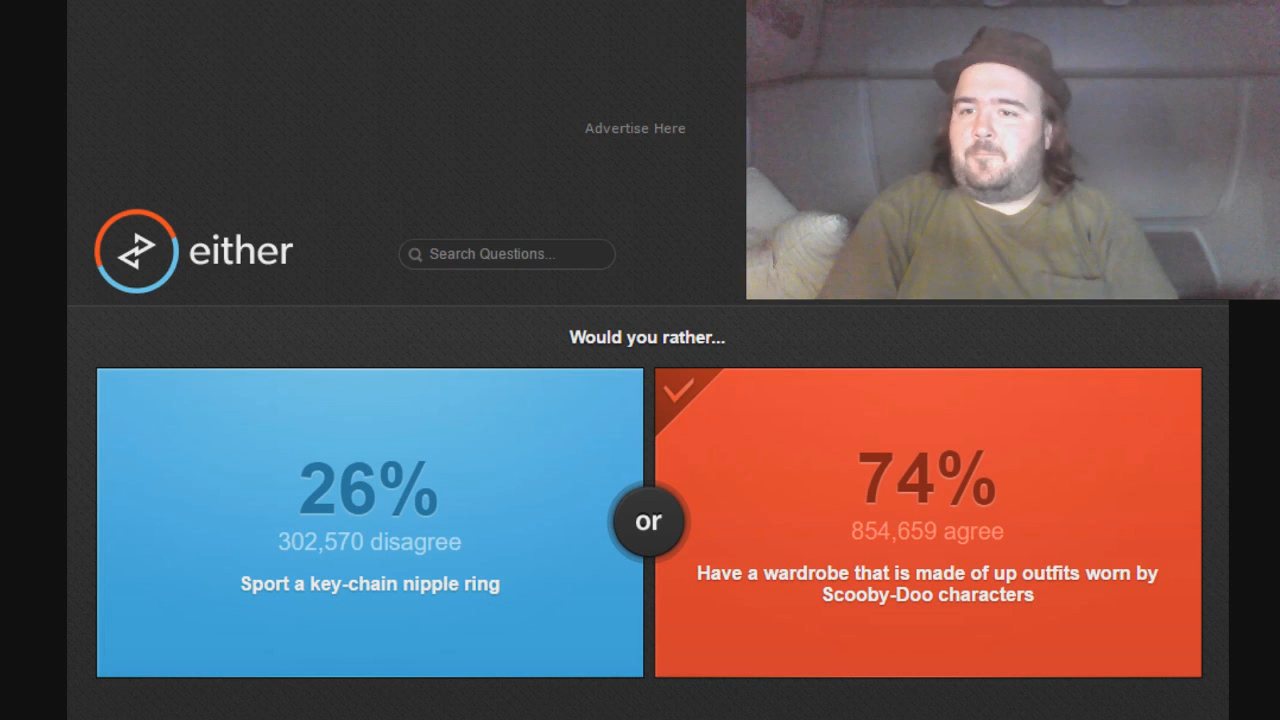 Advertise Here
either
Search Questions...
Would you rather...
26%
302,570 disagree
Sport a key-chain nipple ring
or
74%
854,659 agree
Have a wardrobe that is made of up outfits worn by
Scooby-Doo characters